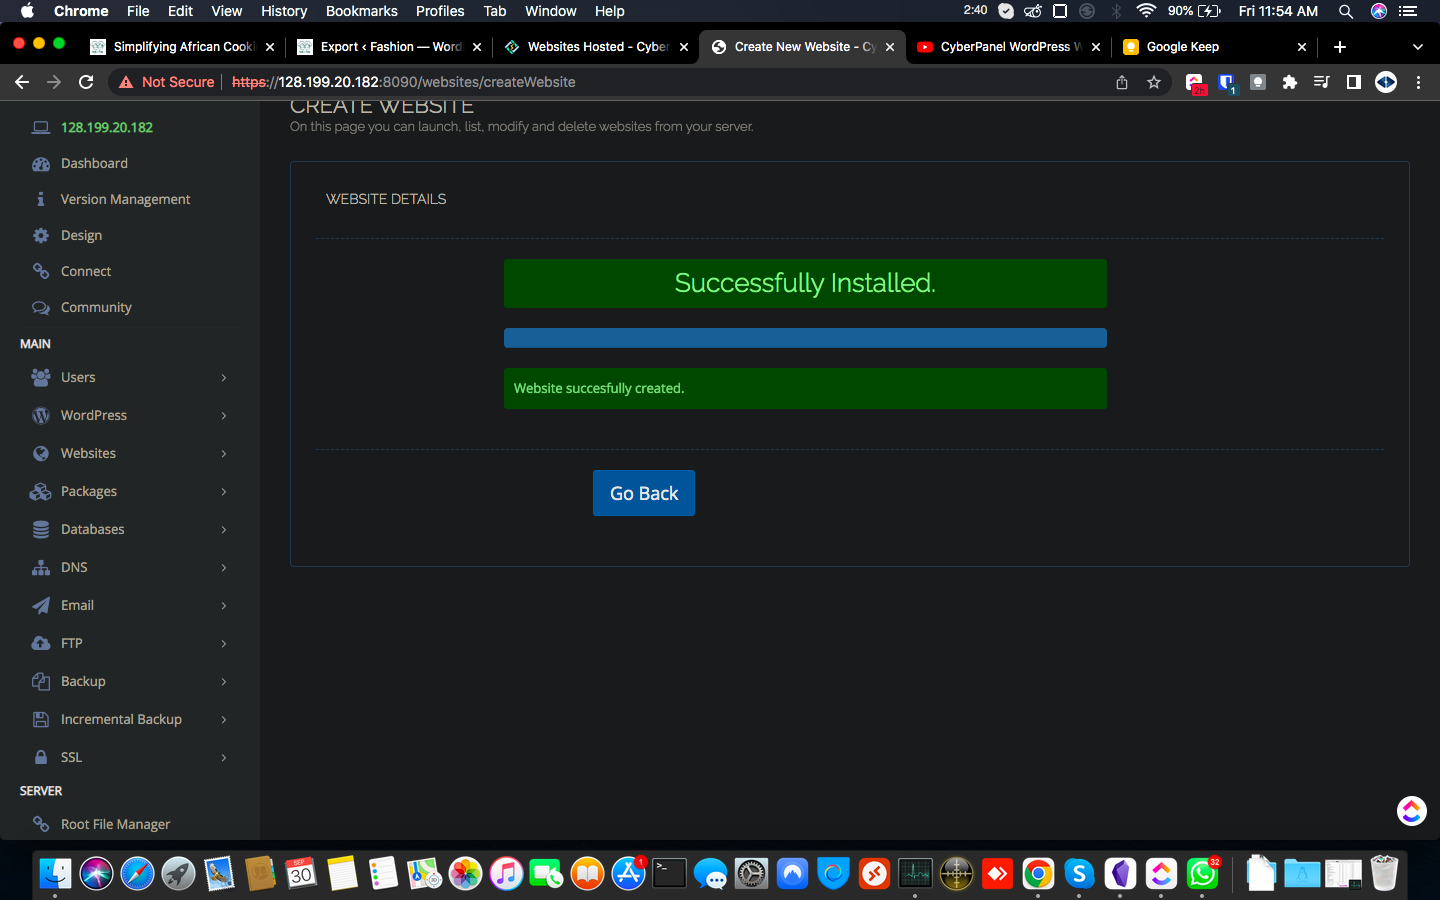 Chrome File Edit View History Bookmarks Profiles Tab Window Help 2:40 90% Fri 11:54 AM
Simplifying African Cooki Export ‹ Fashion — Word Websites Hosted - Cyber Create New Website - Cy CyberPanel WordPress W Google Keep
Not Secure https://128.199.20.182:8090/websites/createWebsite 2h 1
CREATE WEBSITE
On this page you can launch, list, modify and delete websites from your server.
128.199.20.182
Dashboard
Version Management
Design
Connect
Community
MAIN
Users
WordPress
Websites
Packages
Databases
DNS
Email
FTP
Backup
Incremental Backup
SSL
SERVER
Root File Manager
WEBSITE DETAILS
Successfully Installed.
Website succesfully created.
Go Back
SEP
30
1
32